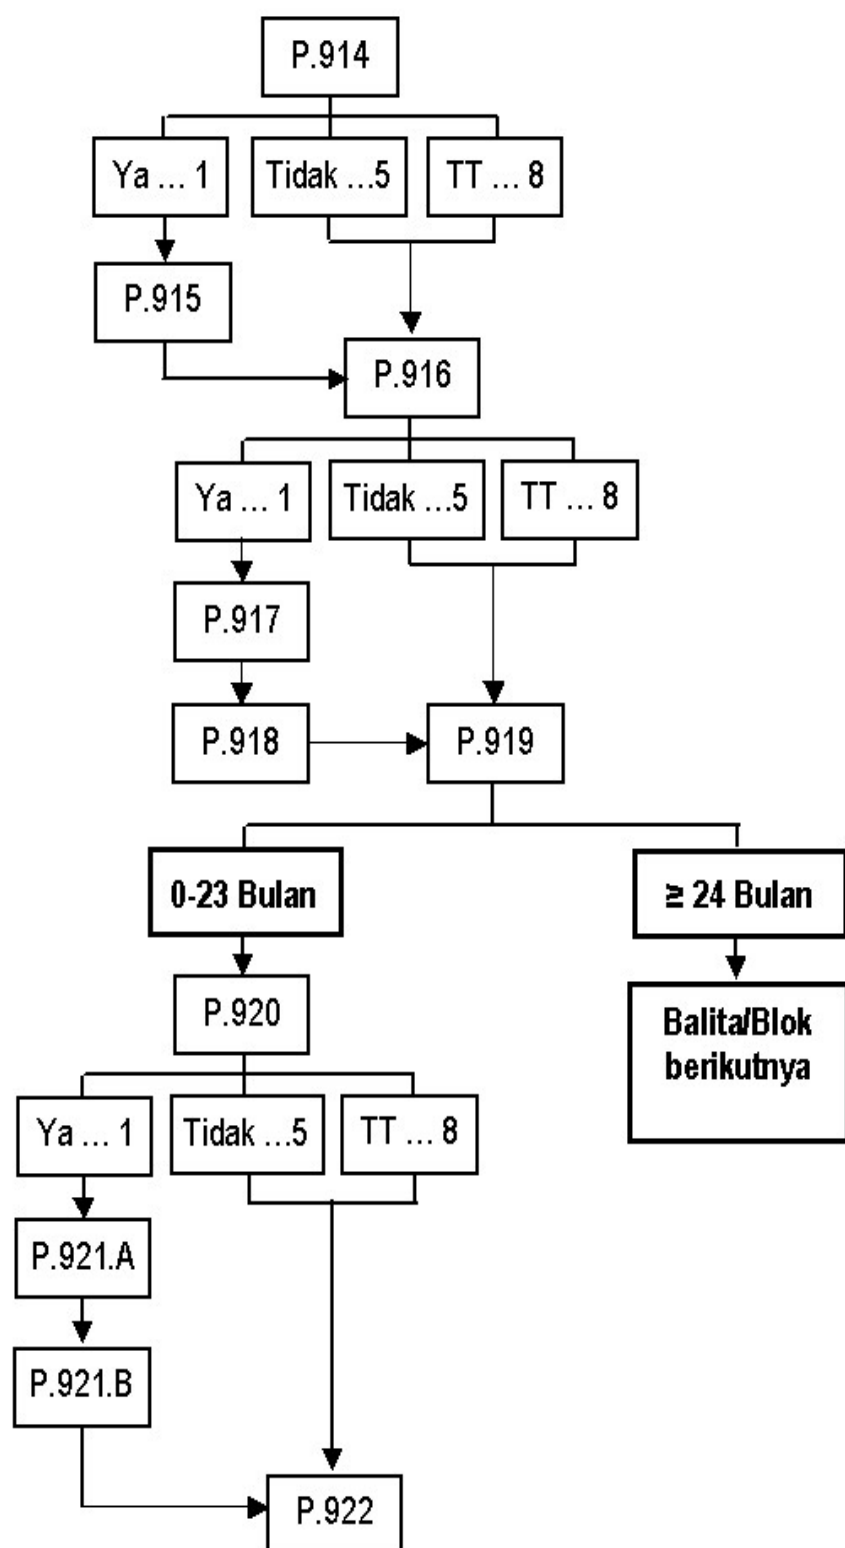 P.914
Ya ... 1
Tidak ...5
TT ... 8
P.915
P.916
Ya ... 1
Tidak ...5
TT ... 8
P.917
P.918
P.919
0-23 Bulan
≥ 24 Bulan
P.920
Balita/Blok
berikutnya
Ya ... 1
Tidak ...5
TT ... 8
P.921.A
P.921.B
P.922